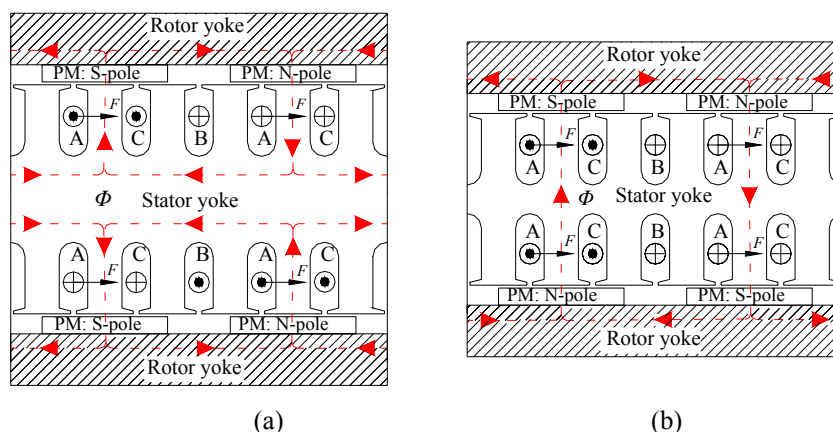 Rotor yoke
PM: S-pole PM: N-pole
F F
A C B A C
Φ Stator yoke
A C B A C
F F
PM: S-pole PM: N-pole
Rotor yoke
(a)
Rotor yoke
PM: S-pole PM: N-pole
F F
A C B A C
Φ Stator yoke
A C B A C
F F
PM: N-pole PM: S-pole
Rotor yoke
(b)